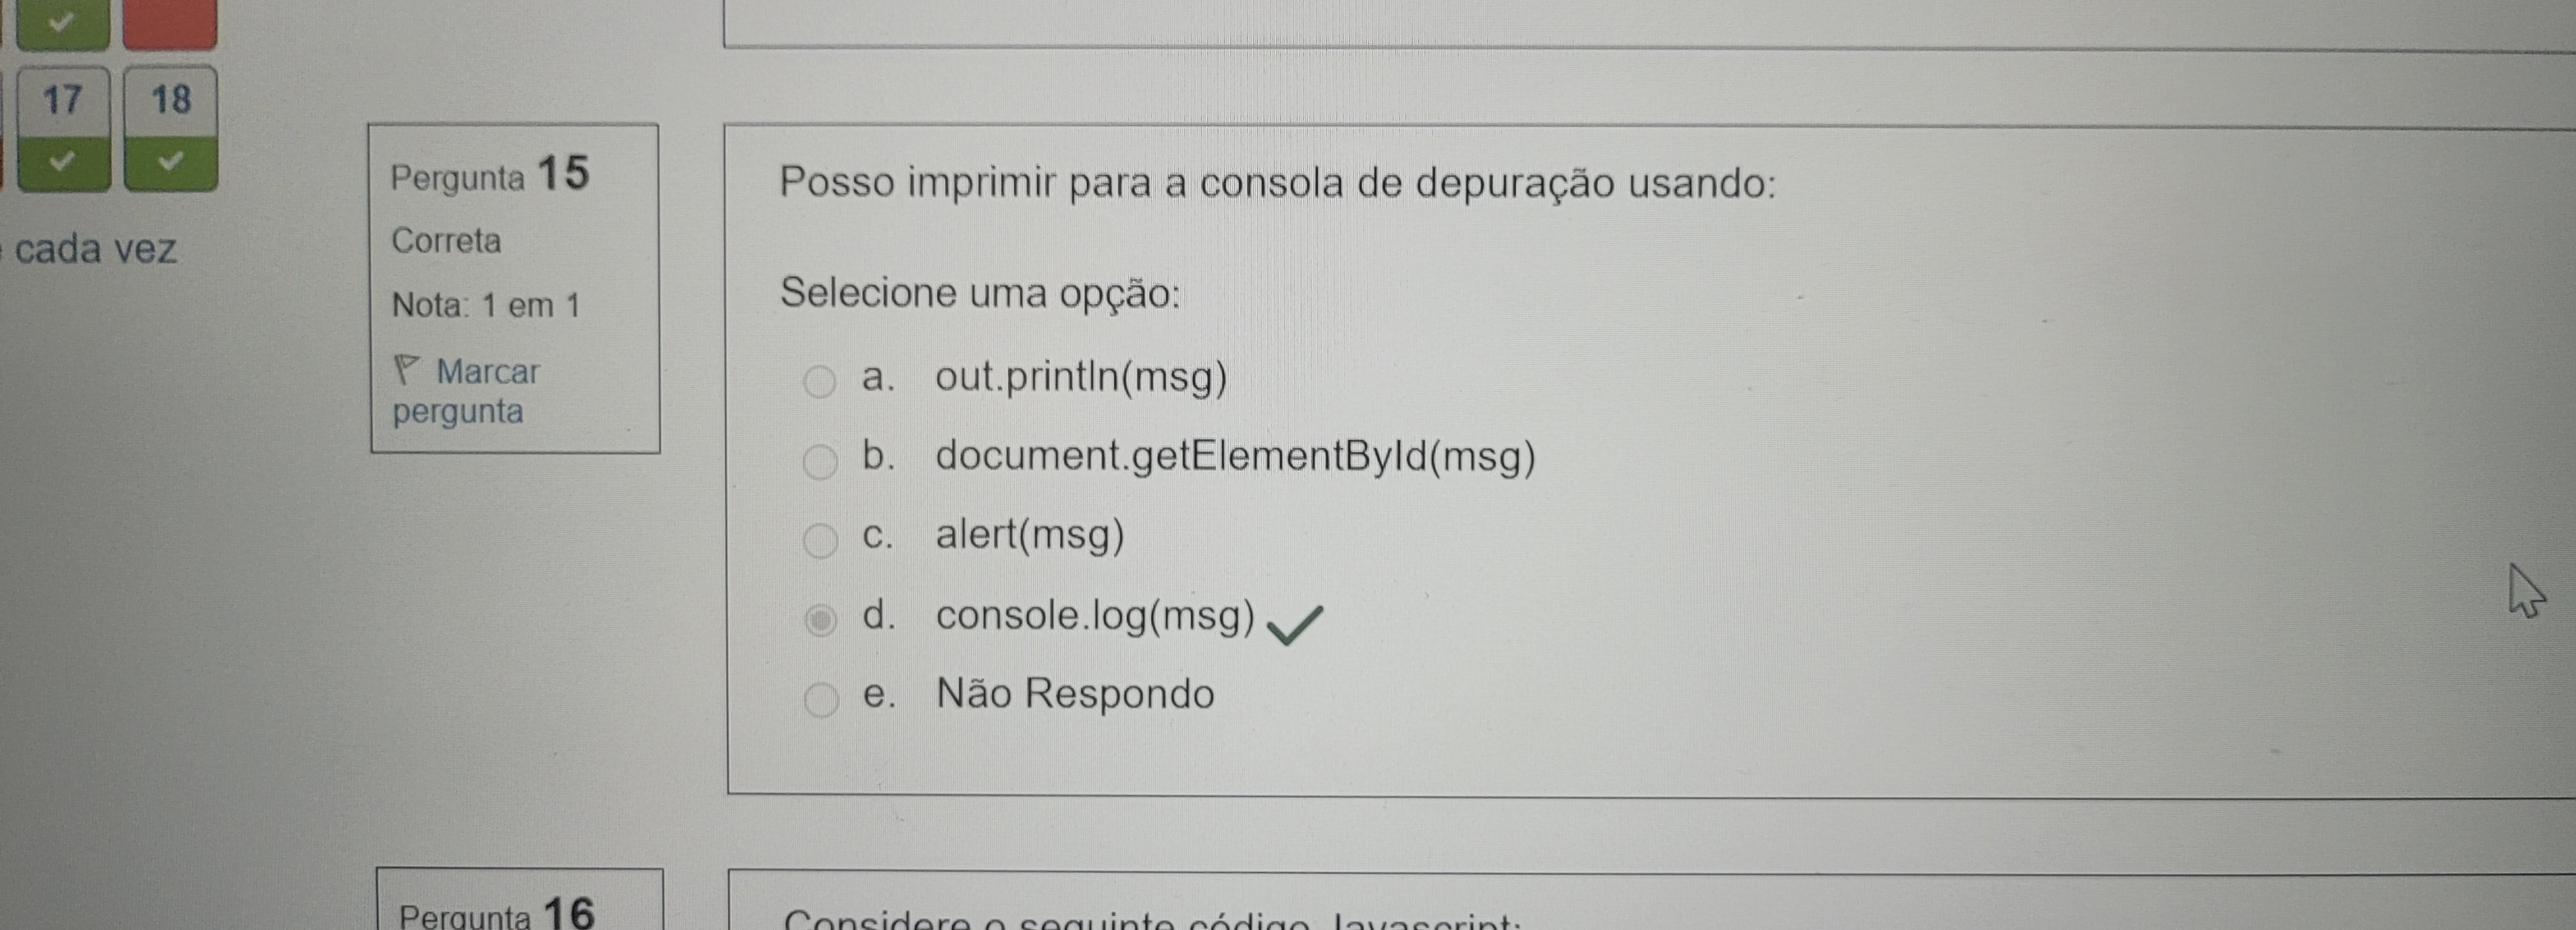 17 18
cada vez
Pergunta 15
Correta
Nota: 1 em 1
Marcar
pergunta
Posso imprimir para a consola de depuração usando:
Selecione uma opção:
a. out.println(msg)
b. document.getElementById(msg)
c. alert(msg)
d. console.log(msg)
e. Não Respondo
Pergunta 16
Considere o seguinte código Javascript: